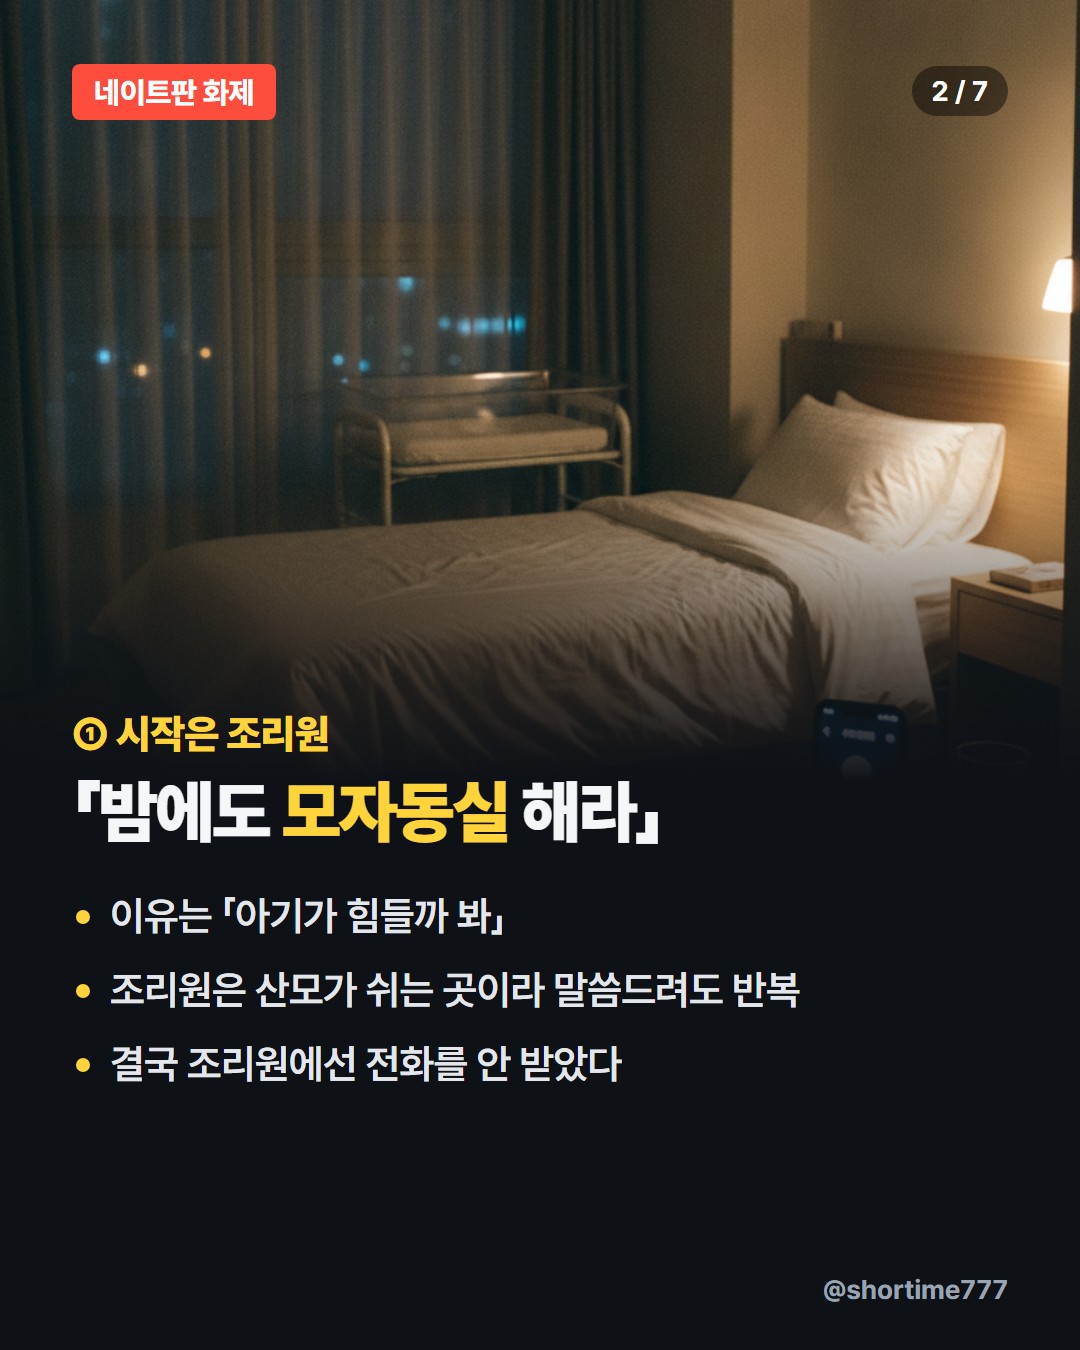 네이트판 화제
2 / 7
① 시작은 조리원
「밤에도 모자동실 해라」
• 이유는 「아기가 힘들까 봐」
• 조리원은 산모가 쉬는 곳이라 말씀드려도 반복
• 결국 조리원에선 전화를 안 받았다
@shortime777